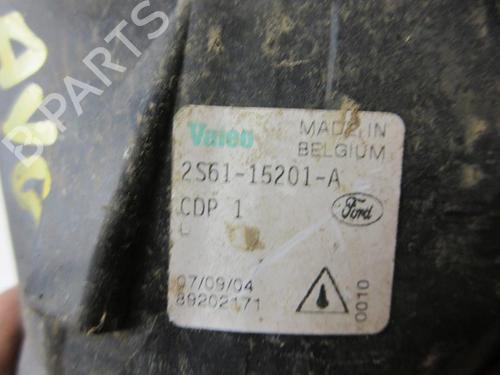 B-PARTS
Valeo
MADE IN
BELGIUM
2S61-15201-A
CDP 1
Ford
07/09/04
89202171
0010